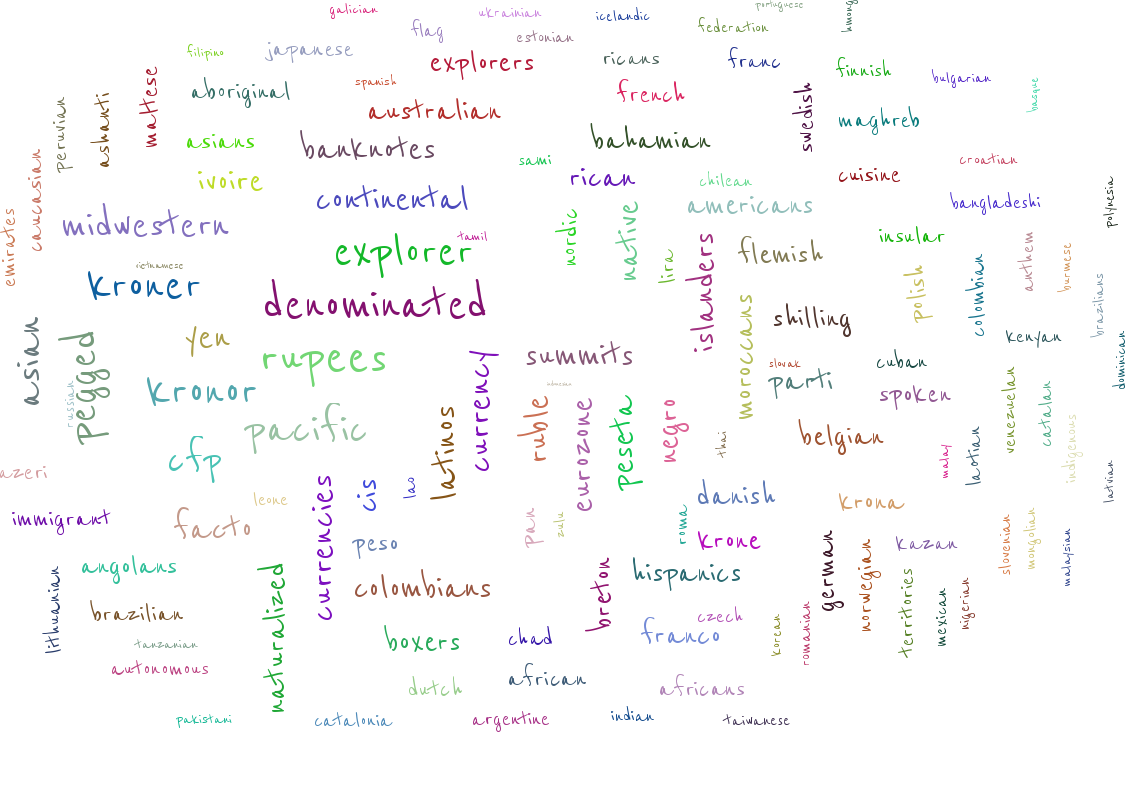 galician
ukrainian
icelandic
portuguese
hmong
flag
estonian
federation
filipino
japanese
explorers
ricans
franc
finnish
bulgarian
maltese
aboriginal
spanish
australian
french
swedish
basque
peruvian
ashanti
asians
banknotes
sami
bahamian
maghreb
croatian
caucasian
ivoire
continental
rican
chilean
cuisine
bangladeshi
polynesia
emirates
midwestern
explorer
tamil
nordic
native
americans
insular
vietnamese
lira
islanders
flemish
polish
colombian
anthem
burmese
kroner
denominated
moroccans
shilling
brazilians
asian
pegged
yen
rupees
currency
summits
slovak
cuban
kenyan
dominican
russian
kronor
parti
spoken
venezuelan
catalan
pacific
latinos
ruble
eurozone
peseta
negro
thai
belgian
malay
laotian
indigenous
azeri
cfp
leone
currencies
cis
lao
danish
krona
latvian
immigrant
facto
peso
pan
zulu
roma
krone
kazan
slovenian
mongolian
malaysian
angolans
naturalized
colombians
breton
hispanics
german
norwegian
territories
mexican
nigerian
lithuanian
brazilian
tanzanian
boxers
chad
franco
czech
korean
romanian
autonomous
dutch
african
africans
pakistani
catalonia
argentine
indian
taiwanese